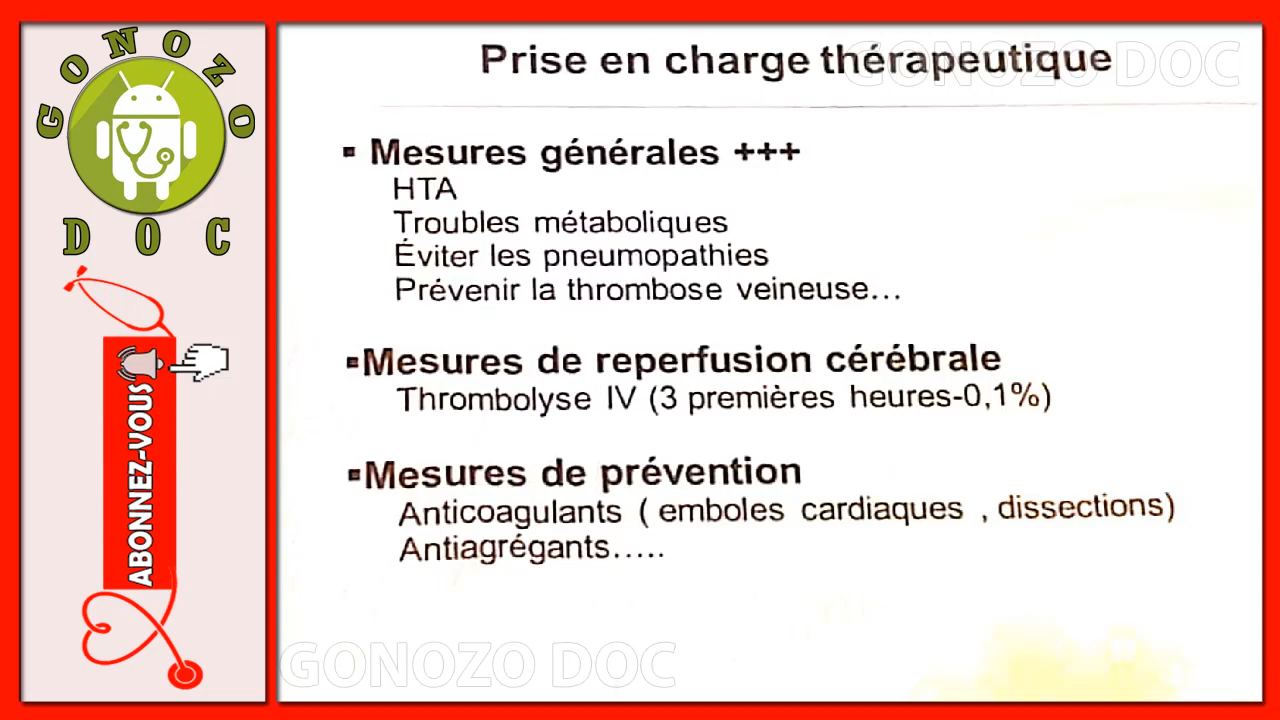 GONOZO
DOC
ABONNEZ-VOUS
Prise en charge thérapeutique
GONOZO DOC
▪ Mesures générales +++
HTA
Troubles métaboliques
Éviter les pneumopathies
Prévenir la thrombose veineuse…
▪Mesures de reperfusion cérébrale
Thrombolyse IV (3 premières heures-0,1%)
▪Mesures de prévention
Anticoagulants ( emboles cardiaques , dissections)
Antiagrégants…..
GONOZO DOC